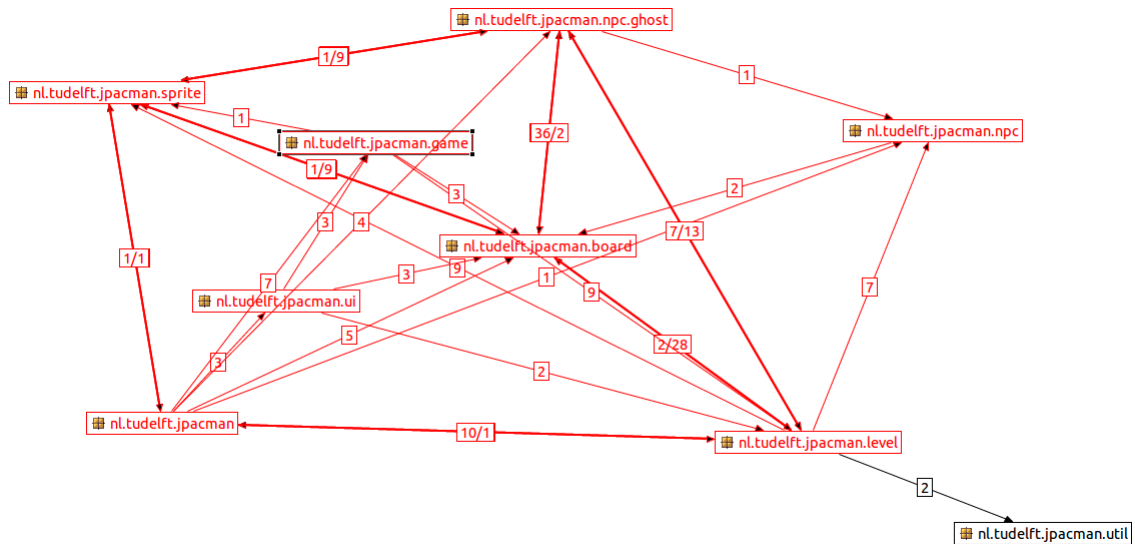 nl.tudelft.jpacman.npc.ghost
1/9
nl.tudelft.jpacman.sprite
1
1
nl.tudelft.jpacman.game
36/2
nl.tudelft.jpacman.npc
1/9
3
2
3
4
7/13
nl.tudelft.jpacman.board
1/1
7
3
9
1
9
7
nl.tudelft.jpacman.ui
5
2/28
3
2
nl.tudelft.jpacman
10/1
nl.tudelft.jpacman.level
2
nl.tudelft.jpacman.util